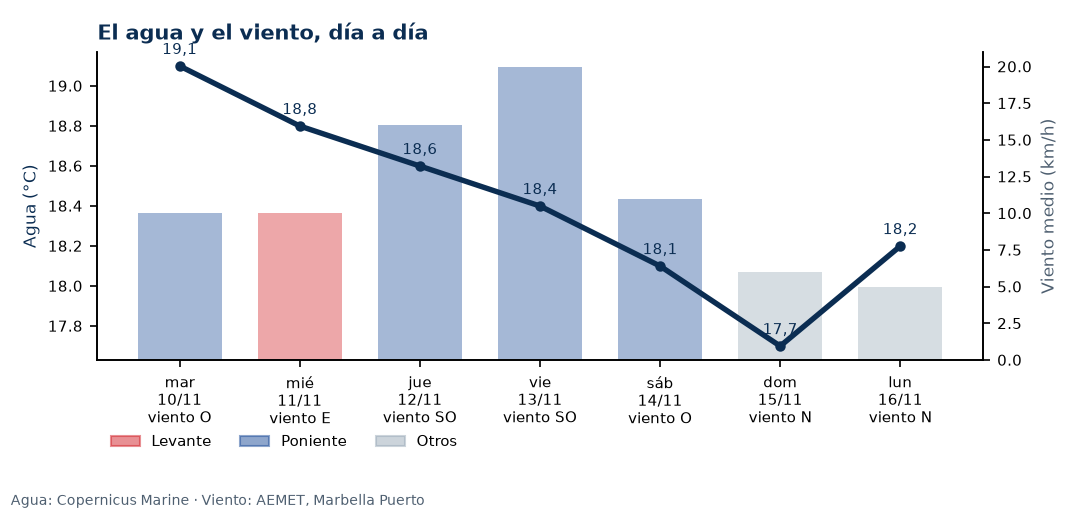 El agua y el viento, día a día
19,1
18,8
18,6
18,4
18,1
17,7
18,2
Agua (°C)
19.0
18.8
18.6
18.4
18.2
18.0
17.8
Viento medio (km/h)
20.0
17.5
15.0
12.5
10.0
7.5
5.0
2.5
0.0
mar
10/11
viento O
mié
11/11
viento E
jue
12/11
viento SO
vie
13/11
viento SO
sáb
14/11
viento O
dom
15/11
viento N
lun
16/11
viento N
Levante
Poniente
Otros
Agua: Copernicus Marine · Viento: AEMET, Marbella Puerto